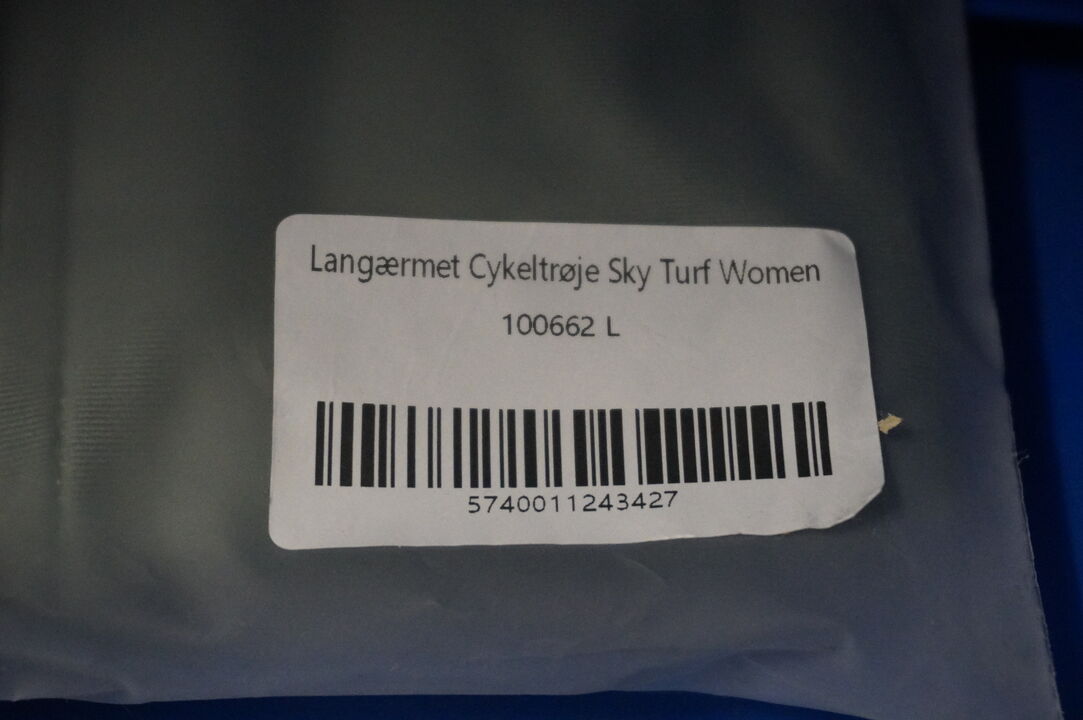 Langærmet Cykeltrøje Sky Turf Women
100662 L
5740011243427